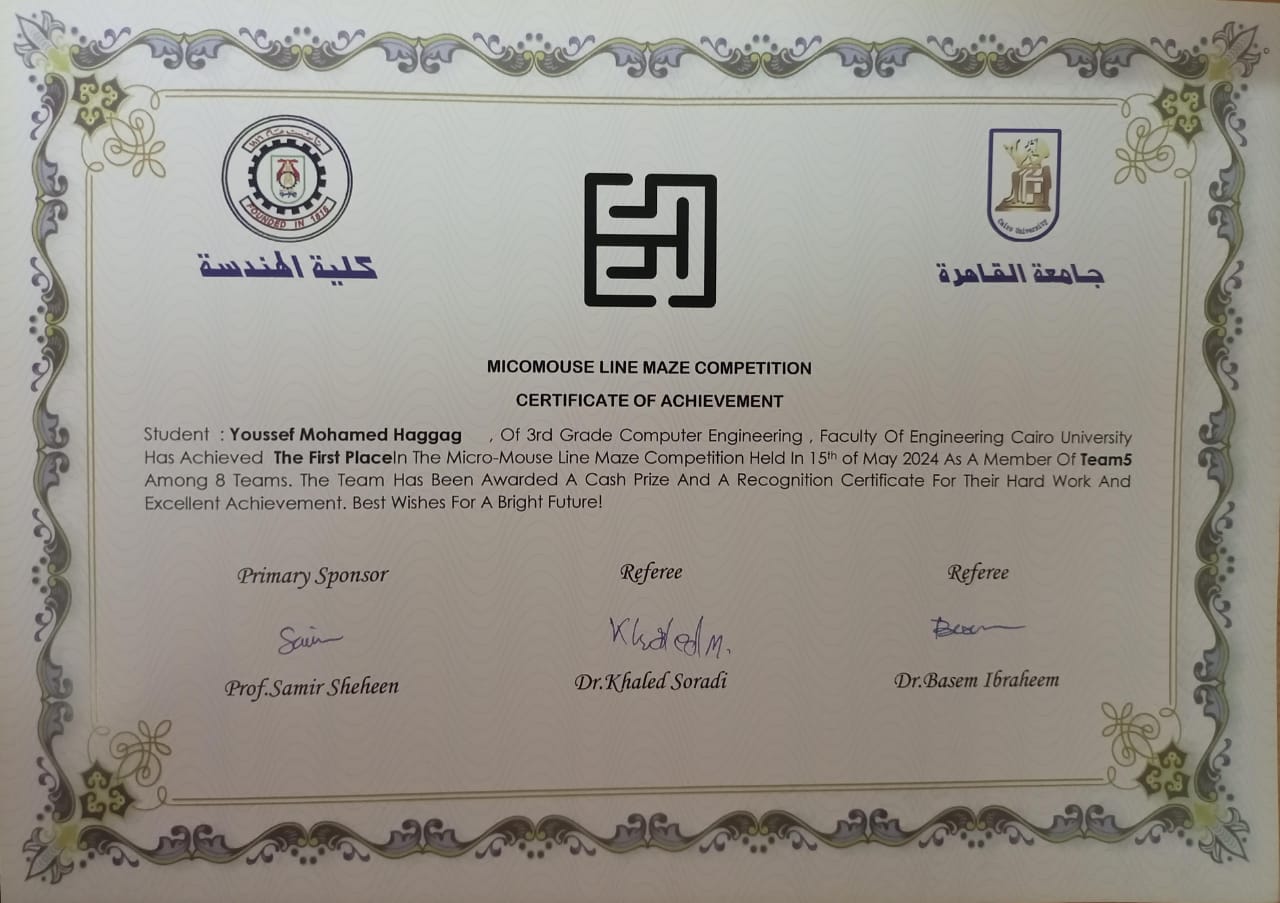 FOUNDED IN 1816
كلية الهندسة
Cairo University
جامعة القاهرة
MICOMOUSE LINE MAZE COMPETITION
CERTIFICATE OF ACHIEVEMENT
Student : Youssef Mohamed Haggag , Of 3rd Grade Computer Engineering , Faculty Of Engineering Cairo University
Has Achieved The First PlaceIn The Micro-Mouse Line Maze Competition Held In 15th of May 2024 As A Member Of Team5
Among 8 Teams. The Team Has Been Awarded A Cash Prize And A Recognition Certificate For Their Hard Work And
Excellent Achievement. Best Wishes For A Bright Future!
Primary Sponsor Referee Referee
Khaled M.
Prof.Samir Sheheen Dr.Khaled Soradi Dr.Basem Ibraheem